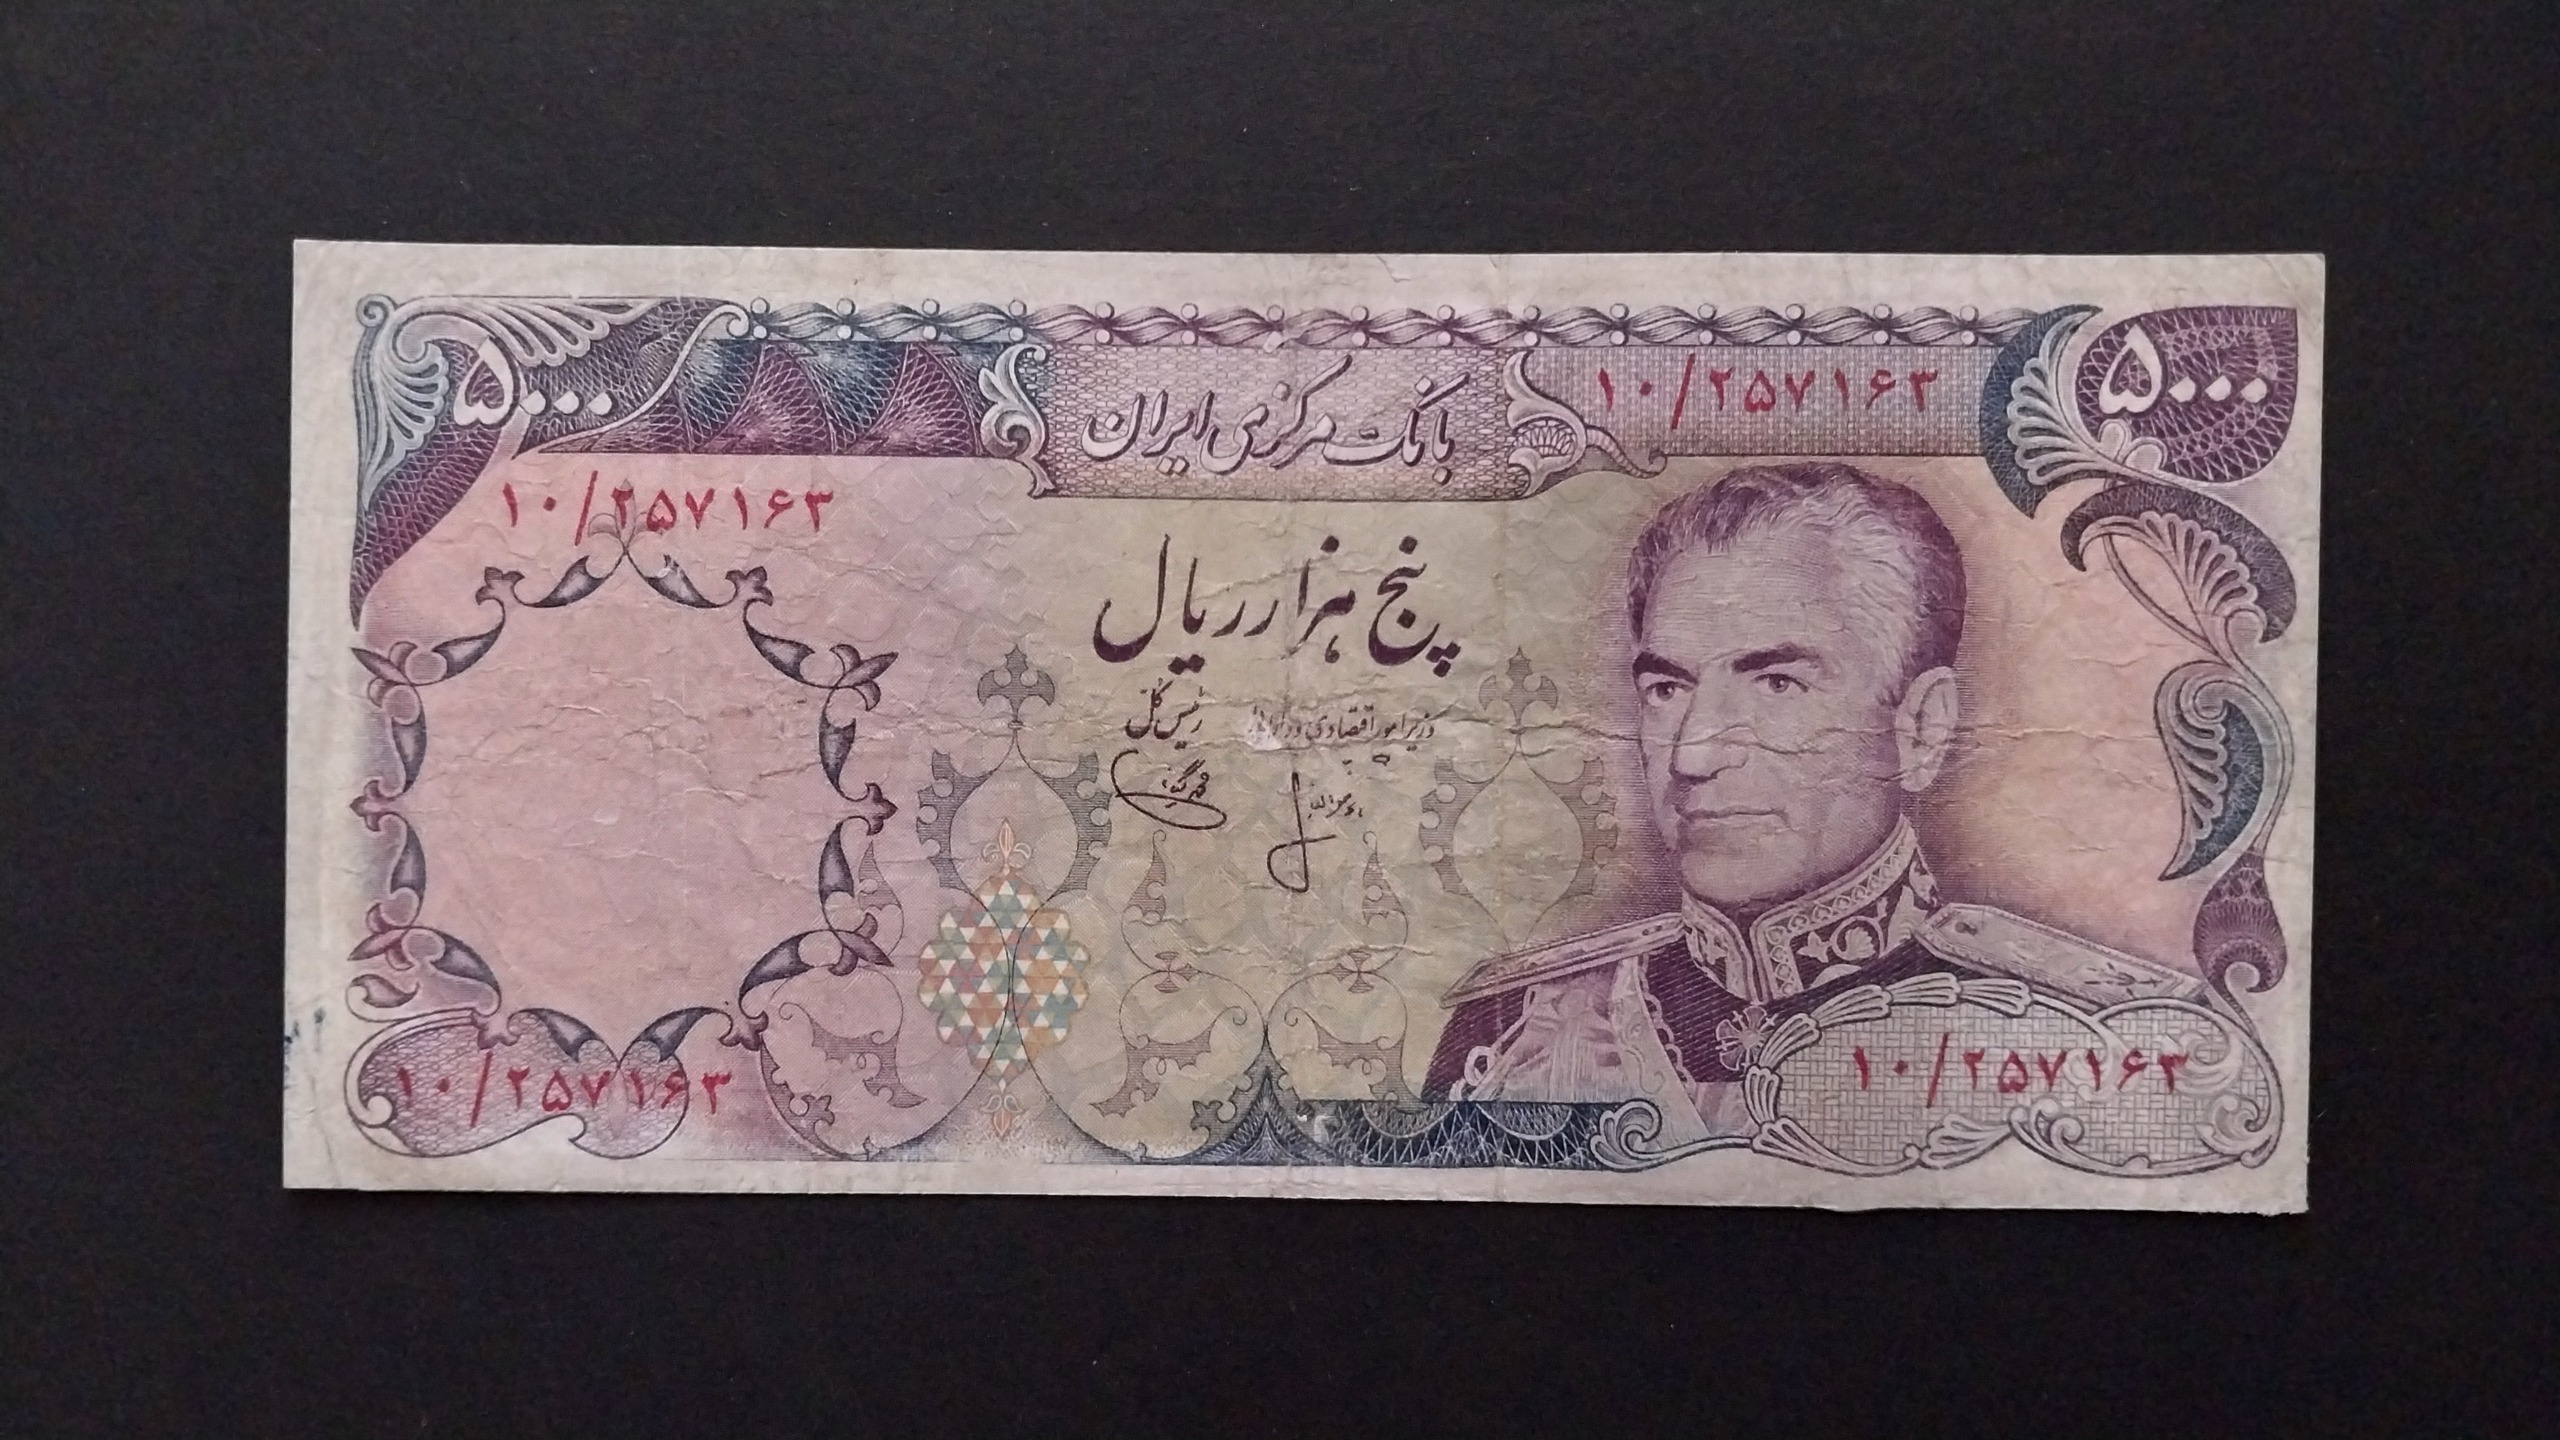 ۵۰۰۰
بانک مرکزی ایران
۱۰/۲۵۷۱۶۳
۵۰۰۰
۱۰/۲۵۷۱۶۳
پنج هزار ریال
وزیر امور اقتصادی و دارایی
رئیس کل
۱۰/۲۵۷۱۶۳
۱۰/۲۵۷۱۶۳